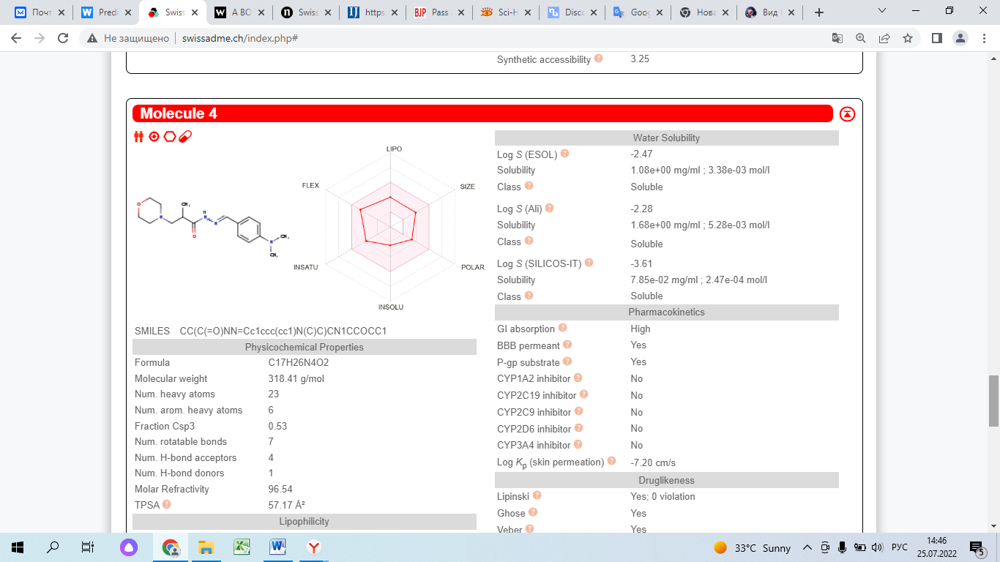 Почт
Predi
Swiss
A BO
Swiss
https
Pass
Sci-H
Disco
Goog
Нова
Вид
Не защищено
swissadme.ch/index.php#
Synthetic accessibility ? 3.25
Molecule 4
LIPO
FLEX
SIZE
INSATU
POLAR
INSOLU
SMILES CC(C(=O)NN=Cc1ccc(cc1)N(C)C)CN1CCOCC1
Physicochemical Properties
Formula C17H26N4O2
Molecular weight 318.41 g/mol
Num. heavy atoms 23
Num. arom. heavy atoms 6
Fraction Csp3 0.53
Num. rotatable bonds 7
Num. H-bond acceptors 4
Num. H-bond donors 1
Molar Refractivity 96.54
TPSA ? 57.17 Å²
Lipophilicity
Water Solubility
Log S (ESOL) ? -2.47
Solubility 1.08e+00 mg/ml ; 3.38e-03 mol/l
Class ? Soluble
Log S (Ali) ? -2.28
Solubility 1.68e+00 mg/ml ; 5.28e-03 mol/l
Class ? Soluble
Log S (SILICOS-IT) ? -3.61
Solubility 7.85e-02 mg/ml ; 2.47e-04 mol/l
Class ? Soluble
Pharmacokinetics
GI absorption ? High
BBB permeant ? Yes
P-gp substrate ? Yes
CYP1A2 inhibitor ? No
CYP2C19 inhibitor ? No
CYP2C9 inhibitor ? No
CYP2D6 inhibitor ? No
CYP3A4 inhibitor ? No
Log Kp (skin permeation) ? -7.20 cm/s
Druglikeness
Lipinski ? Yes; 0 violation
Ghose ? Yes
Veber ? Yes
33°C Sunny
РУС
14:46
25.07.2022
5